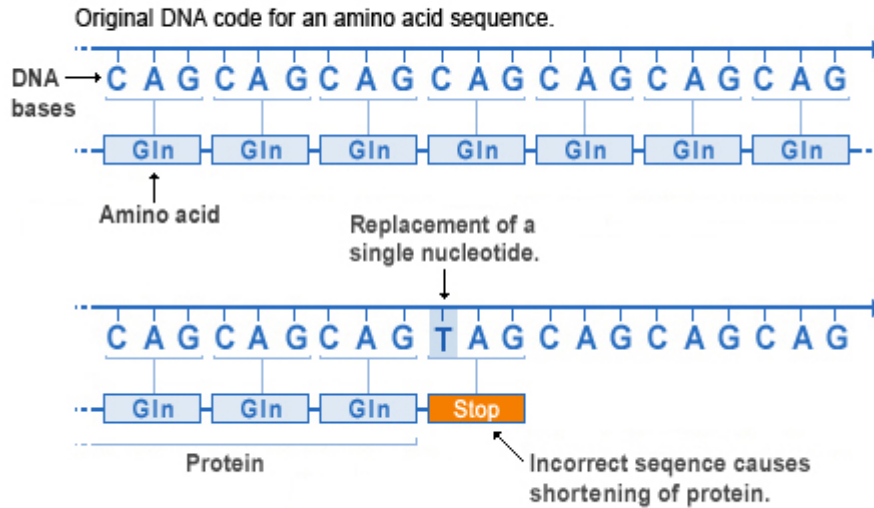 Original DNA code for an amino acid sequence.
DNA bases
C A G C A G C A G C A G C A G C A G C A G
Gln Gln Gln Gln Gln Gln Gln
Amino acid
Replacement of a
single nucleotide.
C A G C A G C A G T A G C A G C A G C A G
Gln Gln Gln Stop
Protein
Incorrect seqence causes
shortening of protein.